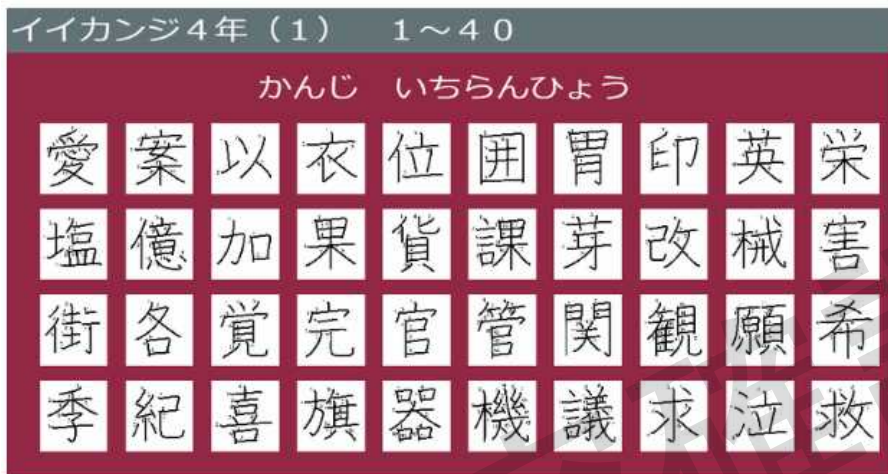 イイカンジ４年（１）　１～４０
かんじ　いちらんひょう
愛 案 以 衣 位 囲 胃 印 英 栄
塩 億 加 果 貨 課 芽 改 械 害
街 各 覚 完 官 管 関 観 願 希
季 紀 喜 旗 器 機 議 求 泣 救